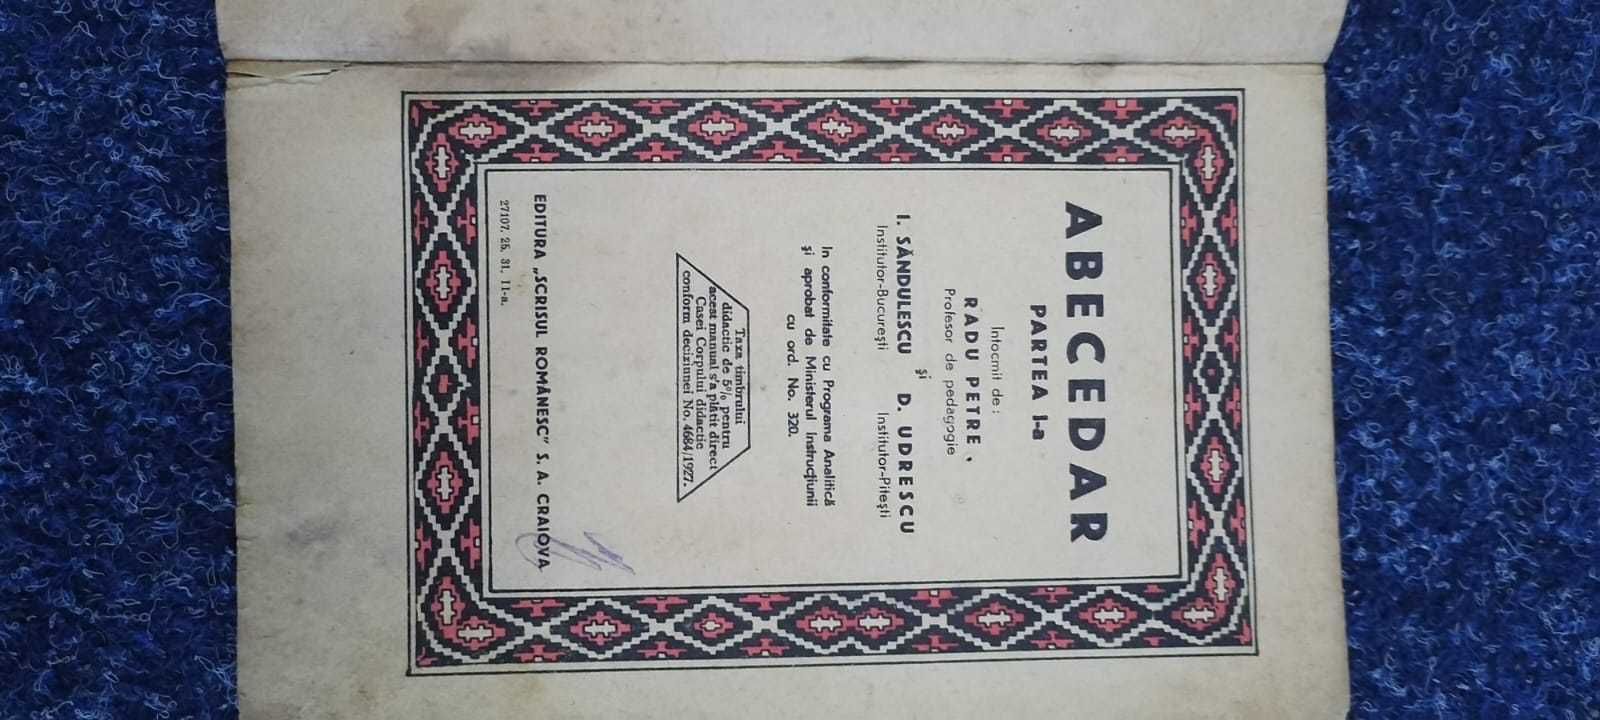 ABECEDAR
PARTEA I-a
Intocmit de:
RADU PETRE
Profesor de pedagogie
I. SĂNDULESCU și D. UDRESCU
Institutor-București Institutor-Pitești
In conformitate cu Programa Analitică
și aprobat de Ministerul Instrucțiunii
cu ord. No. 320.
Taxa timbrului
didactic de 5% pentru
acest manual s'a plătit direct
Casei Corpului didactic
conform deciziunei No. 4684/1927.
EDITURA „SCRISUL ROMÂNESC" S. A. CRAIOVA
27107. 25. 31. 11-a.